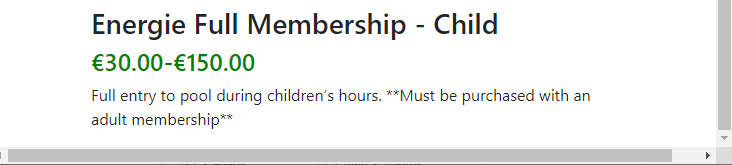 Energie Full Membership - Child
€30.00-€150.00
Full entry to pool during children's hours. **Must be purchased with an
adult membership**